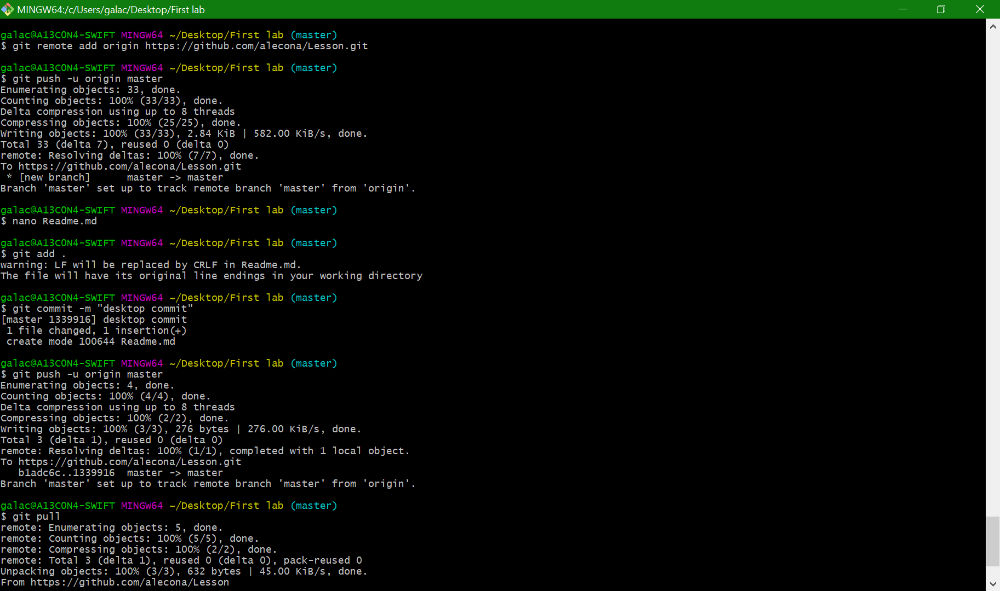 MINGW64:/c/Users/galac/Desktop/First lab
galac@A13CON4-SWIFT MINGW64 ~/Desktop/First lab (master)
$ git remote add origin https://github.com/alecona/Lesson.git
galac@A13CON4-SWIFT MINGW64 ~/Desktop/First lab (master)
$ git push -u origin master
Enumerating objects: 33, done.
Counting objects: 100% (33/33), done.
Delta compression using up to 8 threads
Compressing objects: 100% (25/25), done.
Writing objects: 100% (33/33), 2.84 KiB | 582.00 KiB/s, done.
Total 33 (delta 7), reused 0 (delta 0)
remote: Resolving deltas: 100% (7/7), done.
To https://github.com/alecona/Lesson.git
 * [new branch]      master -> master
Branch 'master' set up to track remote branch 'master' from 'origin'.
galac@A13CON4-SWIFT MINGW64 ~/Desktop/First lab (master)
$ nano Readme.md
galac@A13CON4-SWIFT MINGW64 ~/Desktop/First lab (master)
$ git add .
warning: LF will be replaced by CRLF in Readme.md.
The file will have its original line endings in your working directory
galac@A13CON4-SWIFT MINGW64 ~/Desktop/First lab (master)
$ git commit -m "desktop commit"
[master 1339916] desktop commit
 1 file changed, 1 insertion(+)
 create mode 100644 Readme.md
galac@A13CON4-SWIFT MINGW64 ~/Desktop/First lab (master)
$ git push -u origin master
Enumerating objects: 4, done.
Counting objects: 100% (4/4), done.
Delta compression using up to 8 threads
Compressing objects: 100% (2/2), done.
Writing objects: 100% (3/3), 276 bytes | 276.00 KiB/s, done.
Total 3 (delta 1), reused 0 (delta 0)
remote: Resolving deltas: 100% (1/1), completed with 1 local object.
To https://github.com/alecona/Lesson.git
   b1adc6c..1339916  master -> master
Branch 'master' set up to track remote branch 'master' from 'origin'.
galac@A13CON4-SWIFT MINGW64 ~/Desktop/First lab (master)
$ git pull
remote: Enumerating objects: 5, done.
remote: Counting objects: 100% (5/5), done.
remote: Compressing objects: 100% (2/2), done.
remote: Total 3 (delta 1), reused 0 (delta 0), pack-reused 0
Unpacking objects: 100% (3/3), 632 bytes | 45.00 KiB/s, done.
From https://github.com/alecona/Lesson